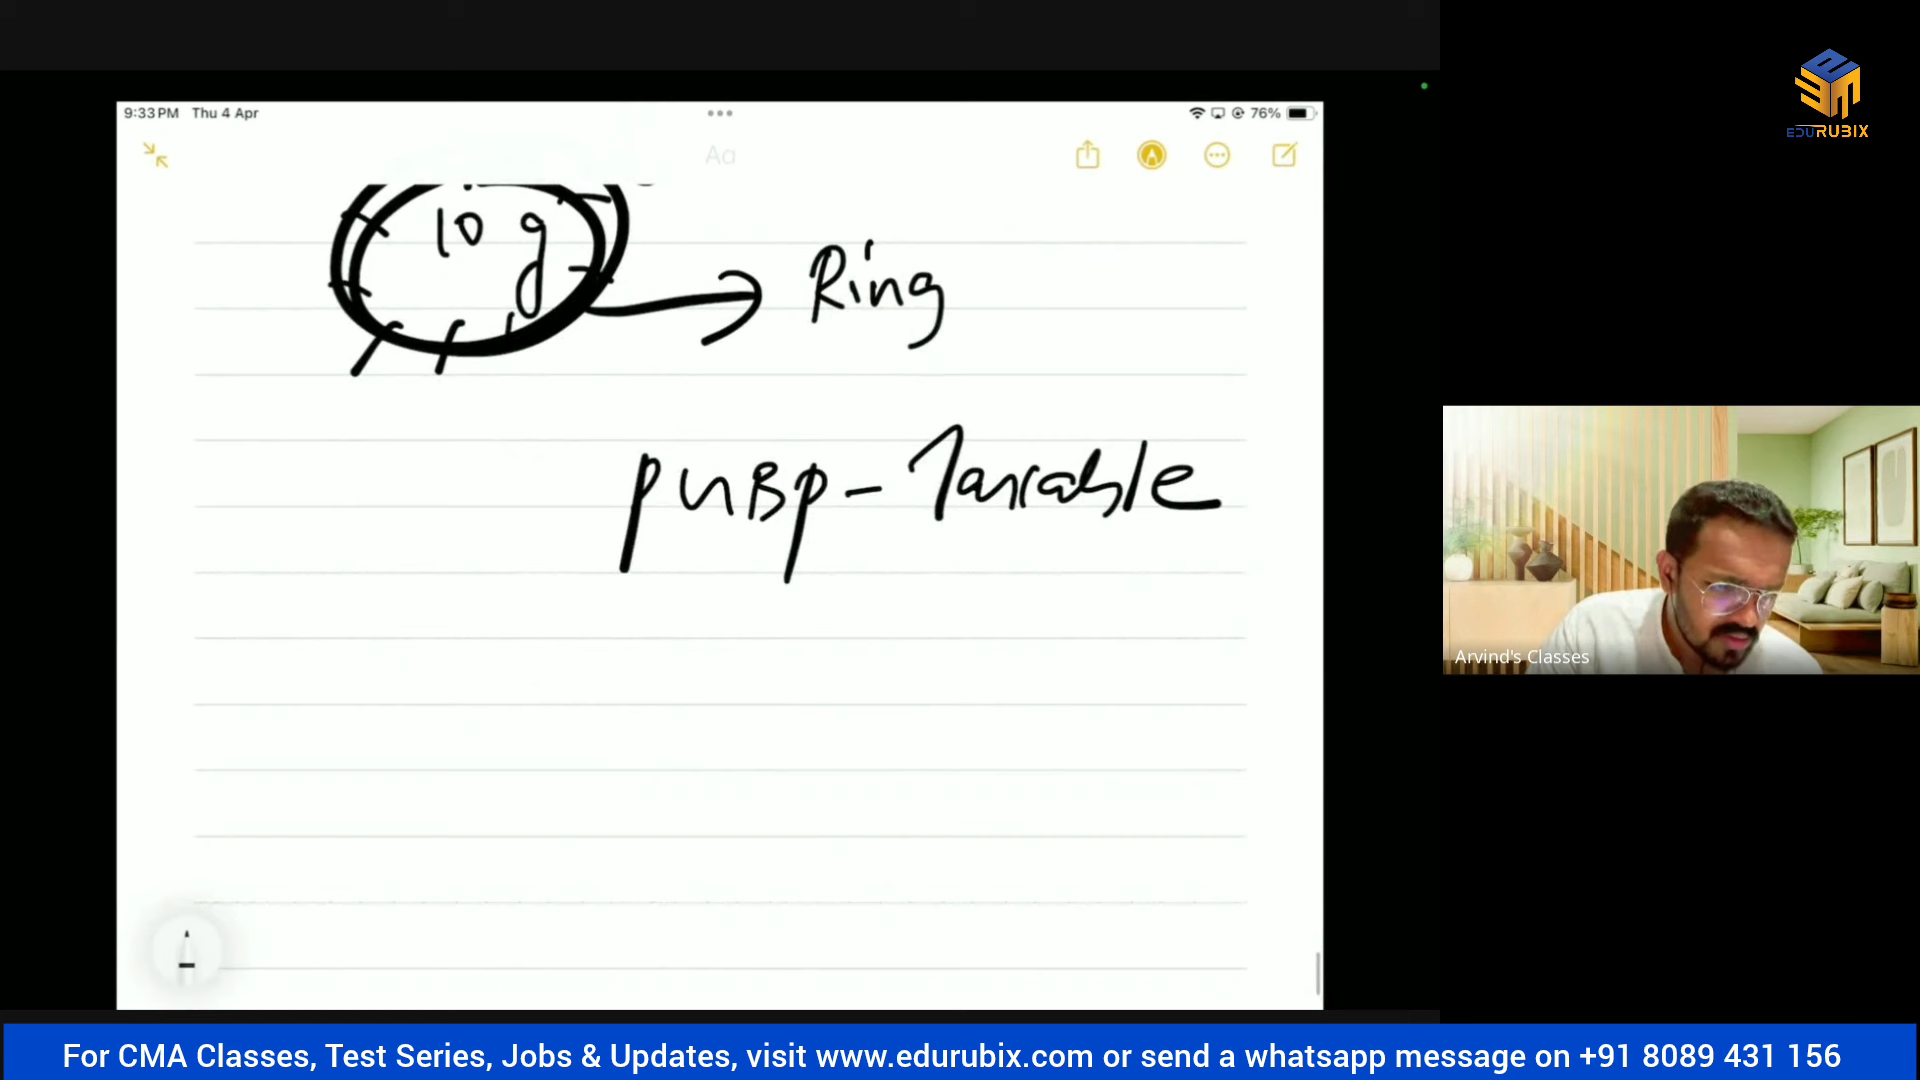 9:33 PM Thu 4 Apr
76%
Aa
10 g
Ring
PUBP - Taxable
EDURUBIX
Arvind's Classes
For CMA Classes, Test Series, Jobs & Updates, visit www.edurubix.com or send a whatsapp message on +91 8089 431 156